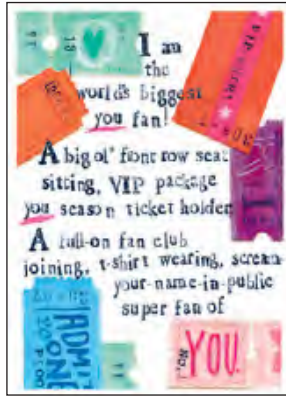 I am
the
world's biggest
you fan!
A big ol' front row seat
sitting, VIP package
you season ticket holder
A full-on fan club
joining, t-shirt wearing, scream-
your-name-in-public
super fan of
YOU.
No.
ADMIT
ONE